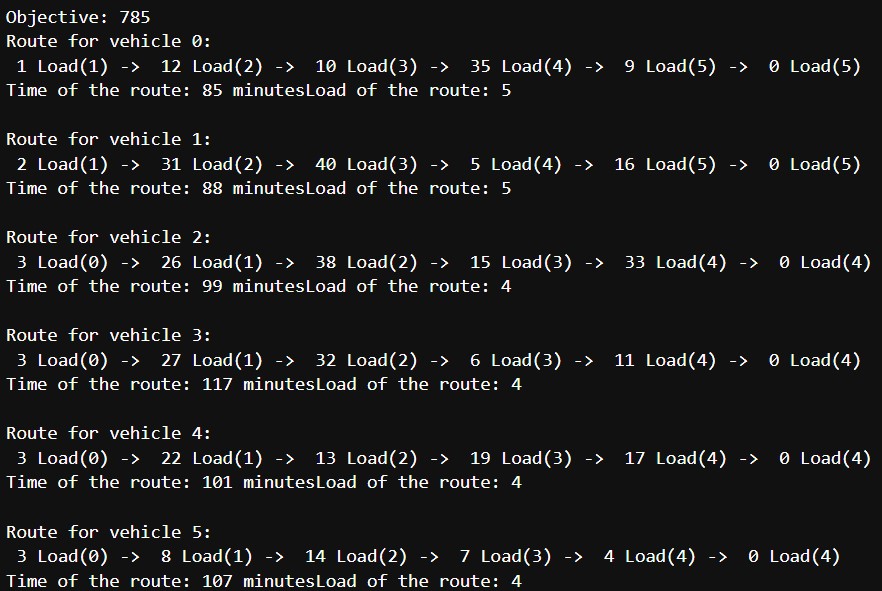 Objective: 785
Route for vehicle 0:
1 Load(1) ->  12 Load(2) ->  10 Load(3) ->  35 Load(4) ->  9 Load(5) ->  0 Load(5)
Time of the route: 85 minutesLoad of the route: 5
Route for vehicle 1:
2 Load(1) ->  31 Load(2) ->  40 Load(3) ->  5 Load(4) ->  16 Load(5) ->  0 Load(5)
Time of the route: 88 minutesLoad of the route: 5
Route for vehicle 2:
3 Load(0) ->  26 Load(1) ->  38 Load(2) ->  15 Load(3) ->  33 Load(4) ->  0 Load(4)
Time of the route: 99 minutesLoad of the route: 4
Route for vehicle 3:
3 Load(0) ->  27 Load(1) ->  32 Load(2) ->  6 Load(3) ->  11 Load(4) ->  0 Load(4)
Time of the route: 117 minutesLoad of the route: 4
Route for vehicle 4:
3 Load(0) ->  22 Load(1) ->  13 Load(2) ->  19 Load(3) ->  17 Load(4) ->  0 Load(4)
Time of the route: 101 minutesLoad of the route: 4
Route for vehicle 5:
3 Load(0) ->  8 Load(1) ->  14 Load(2) ->  7 Load(3) ->  4 Load(4) ->  0 Load(4)
Time of the route: 107 minutesLoad of the route: 4